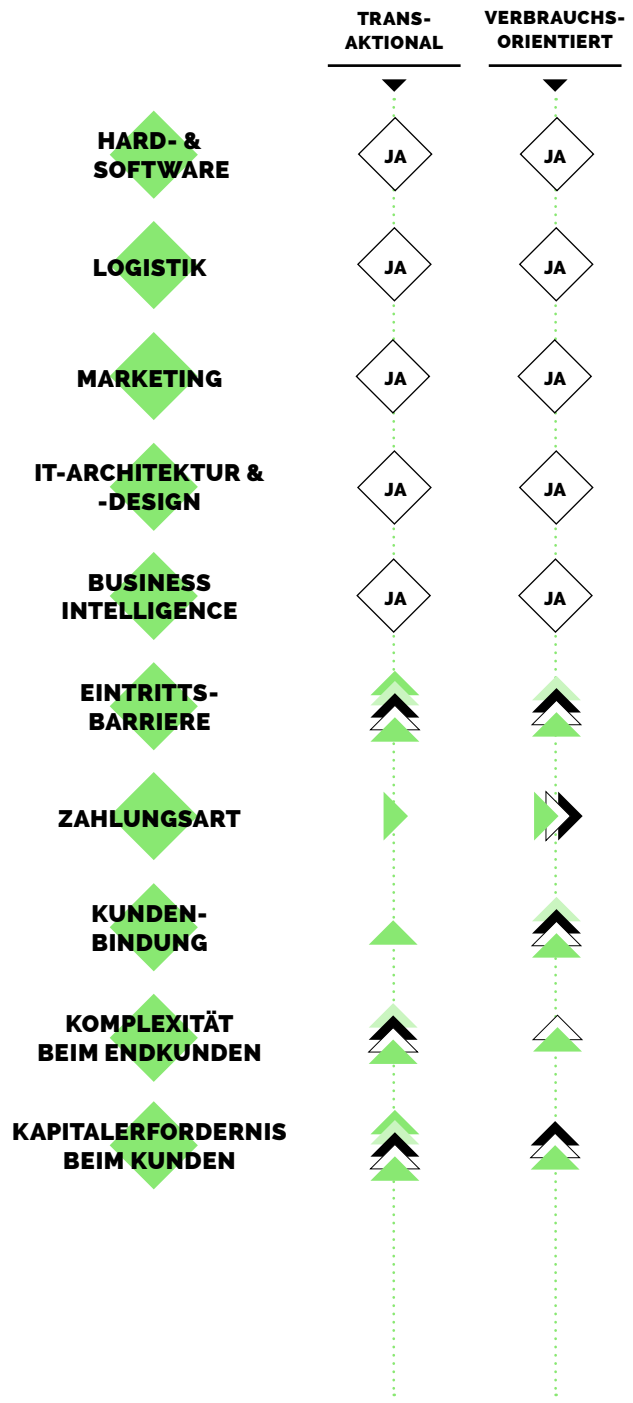 TRANS-
AKTIONAL
VERBRAUCHS-
ORIENTIERT
HARD- &
SOFTWARE
JA
JA
LOGISTIK
JA
JA
MARKETING
JA
JA
IT-ARCHITEKTUR &
-DESIGN
JA
JA
BUSINESS
INTELLIGENCE
JA
JA
EINTRITTS-
BARRIERE
ZAHLUNGSART
KUNDEN-
BINDUNG
KOMPLEXITÄT
BEIM ENDKUNDEN
KAPITALERFORDERNIS
BEIM KUNDEN